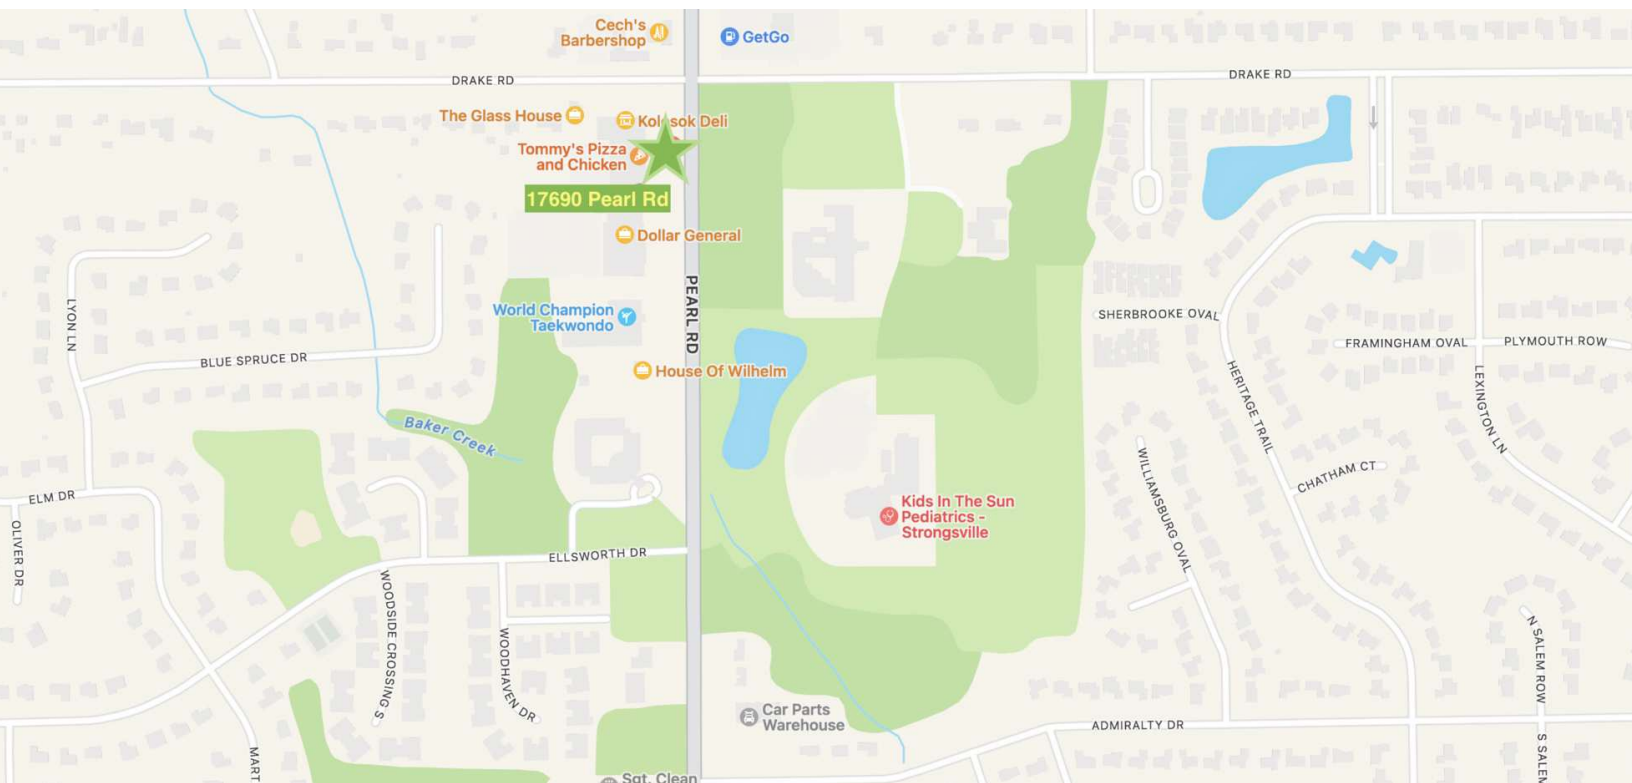 Cech's
Barbershop
GetGo
DRAKE RD
DRAKE RD
The Glass House
Kolosok Deli
Tommy's Pizza
and Chicken
17690 Pearl Rd
Dollar General
PEARL RD
World Champion
Taekwondo
House Of Wilhelm
LYON LN
BLUE SPRUCE DR
Baker Creek
SHERBROOKE OVAL
FRAMINGHAM OVAL
PLYMOUTH ROW
HERITAGE TRAIL
LEXINGTON LN
CHATHAM CT
WILLIAMSBURG OVAL
ELM DR
OLIVER DR
Kids In The Sun
Pediatrics -
Strongsville
ELLSWORTH DR
WOODSIDE CROSSING S
WOODHAVEN DR
N SALEM ROW
Car Parts
Warehouse
ADMIRALTY DR
MART
S SALEM
Sgt. Clean